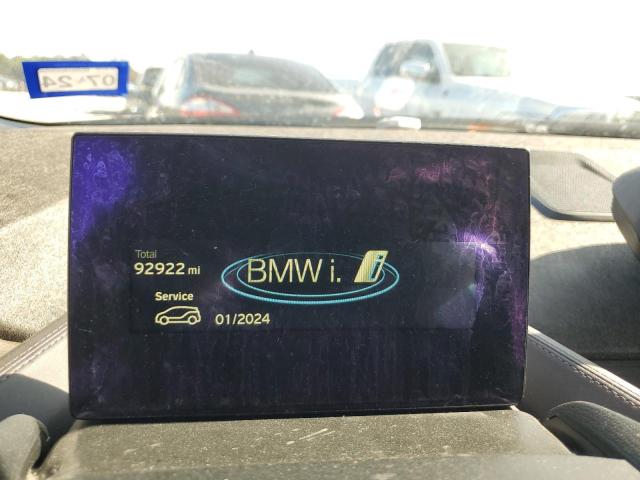 07-24
Total
92922 mi
BMW i. i
Service
01/2024